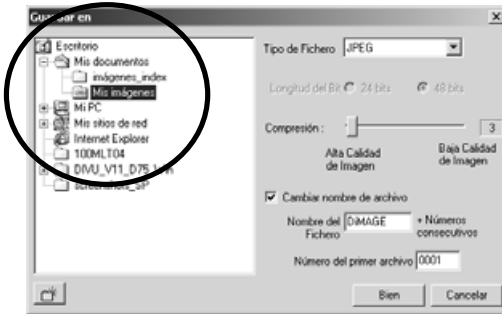 Guardar en
Escritorio
Mis documentos
imágenes_index
Mis imágenes
Mi PC
Mis sitios de red
Internet Explorer
100MLT04
DIVU_V11_D75_Win
screenshots_SP
Tipo de Fichero JPEG
Longitud del Bit 24 bits 48 bits
Compresión : 3
Alta Calidad de Imagen
Baja Calidad de Imagen
Cambiar nombre de archivo
Nombre del Fichero DiMAGE + Números consecutivos
Número del primer archivo 0001
Bien Cancelar